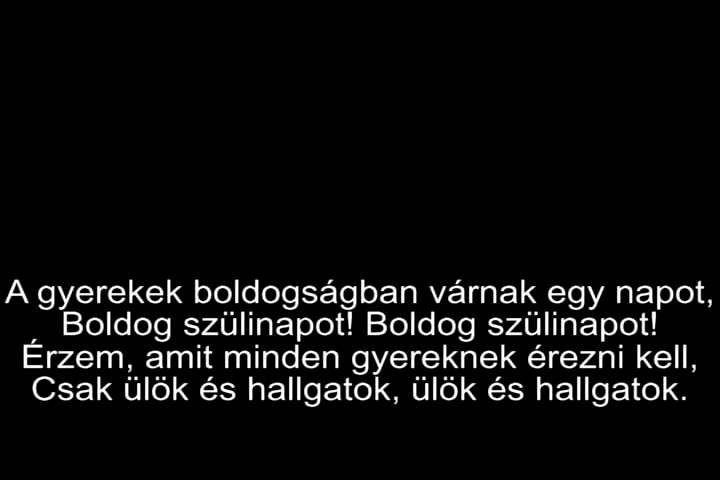 A gyerekek boldogságban várnak egy napot,
Boldog szülinapot! Boldog szülinapot!
Érzem, amit minden gyereknek érezni kell,
Csak ülök és hallgatok, ülök és hallgatok.